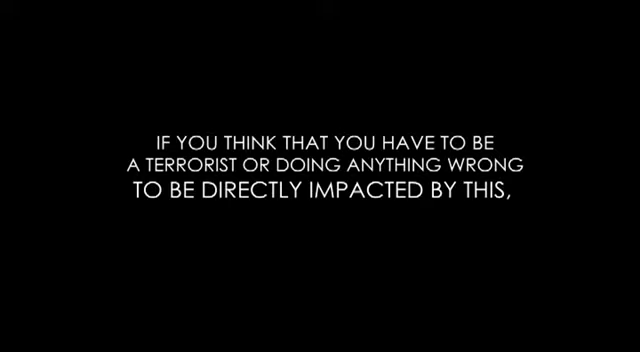 IF YOU THINK THAT YOU HAVE TO BE
A TERRORIST OR DOING ANYTHING WRONG
TO BE DIRECTLY IMPACTED BY THIS,